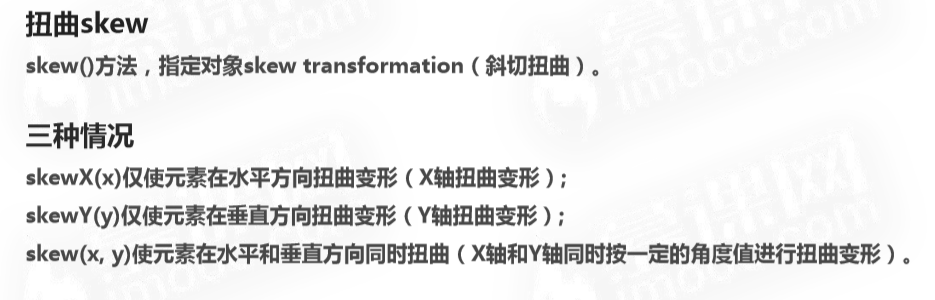 扭曲skew
skew()方法，指定对象skew transformation（斜切扭曲）。
三种情况
skewX(x)仅使元素在水平方向扭曲变形（X轴扭曲变形）;
skewY(y)仅使元素在垂直方向扭曲变形（Y轴扭曲变形）;
skew(x, y)使元素在水平和垂直方向同时扭曲（X轴和Y轴同时按一定的角度值进行扭曲变形）。